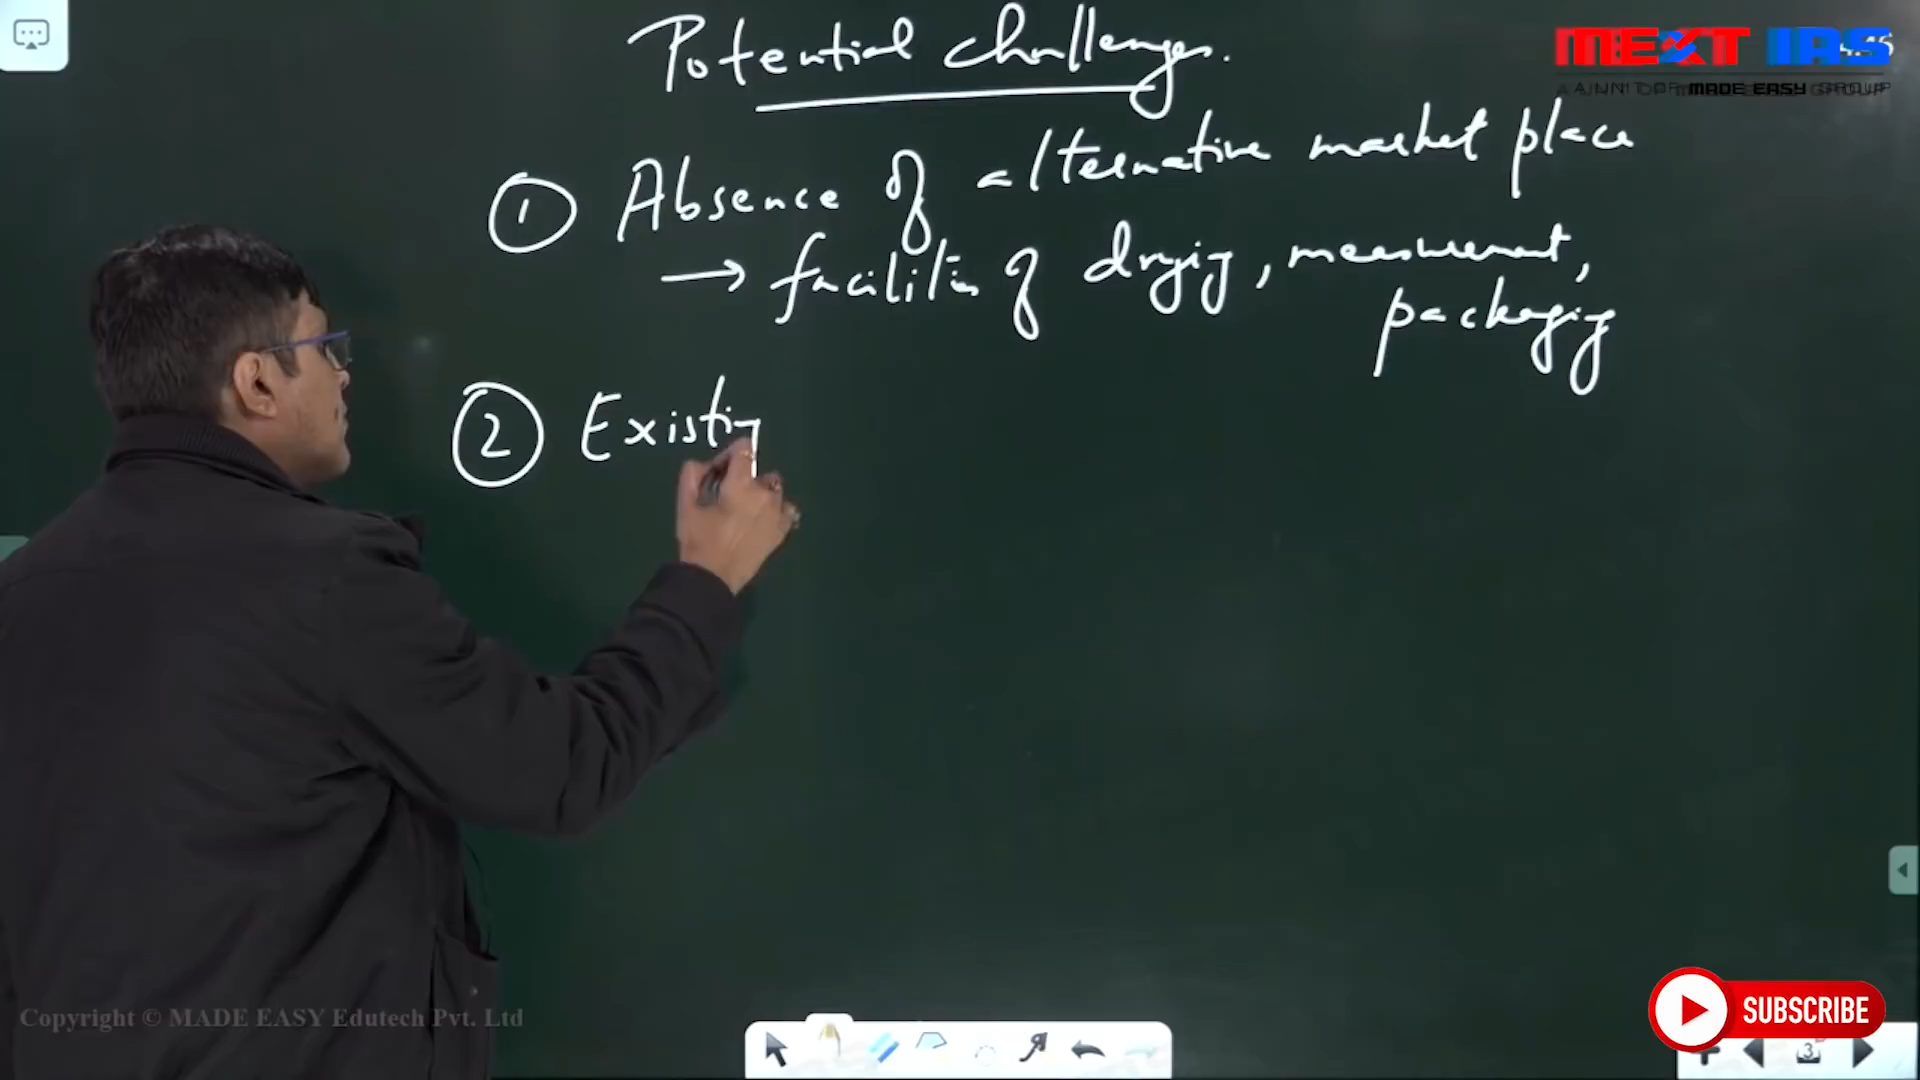 Potential challenges.
NEXT IAS
A UNIT OF MADE EASY GROUP
① Absence of alternative market place
→ facilities of drying, measurement,
packaging
② Existing
Copyright © MADE EASY Edutech Pvt. Ltd
SUBSCRIBE
3